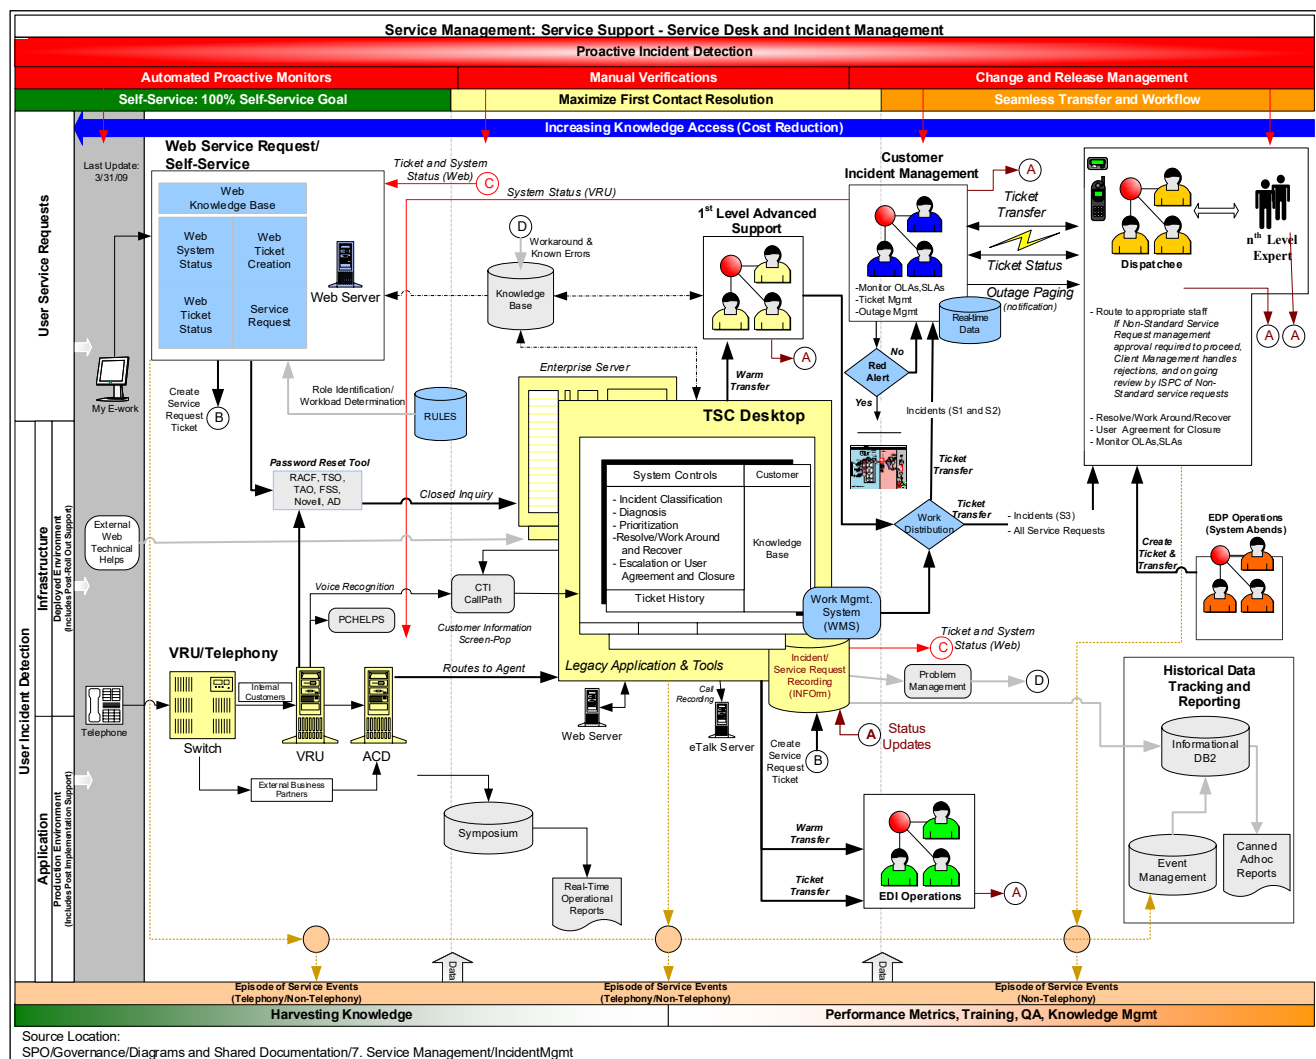 Service Management: Service Support - Service Desk and Incident Management
Proactive Incident Detection
Automated Proactive Monitors
Manual Verifications
Change and Release Management
Self-Service: 100% Self-Service Goal
Maximize First Contact Resolution
Seamless Transfer and Workflow
Increasing Knowledge Access (Cost Reduction)
User Service Requests
User Incident Detection
Infrastructure
Deployed Environment
(Includes Post-Roll Out Support)
Application
Production Environment
(Includes Post Implementation Support)
Last Update:
3/31/09
My E-work
External
Web
Technical
Helps
Telephone
Web Service Request/
Self-Service
Web
Knowledge Base
Web
System
Status
Web
Ticket
Creation
Web
Ticket
Status
Service
Request
Web Server
Create
Service
Request
Ticket
B
Role Identification/
Workload Determination
RULES
Password Reset Tool
RACF, TSO,
TAO, FSS,
Novell, AD
Closed Inquiry
Ticket and System
Status (Web)
C
System Status (VRU)
D
Workaround &
Known Errors
Knowledge
Base
1st Level Advanced
Support
A
Warm
Transfer
Customer
Incident Management
-Monitor OLAs,SLAs
-Ticket Mgmt
-Outage Mgmt
A
Real-time
Data
Red
Alert
No
Yes
Ticket
Transfer
Ticket Status
Outage Paging
(notification)
Dispatchee
nth Level
Expert
A
A
- Route to appropriate staff
If Non-Standard Service
Request management
approval required to proceed,
Client Management handles
rejections, and on going
review by ISPC of Non-
Standard service requests
- Resolve/Work Around/Recover
- User Agreement for Closure
- Monitor OLAs,SLAs
Incidents (S1 and S2)
Ticket
Transfer
Work
Distribution
Ticket
Transfer
- Incidents (S3)
- All Service Requests
Create
Ticket &
Transfer
EDP Operations
(System Abends)
Enterprise Server
TSC Desktop
System Controls
Customer
- Incident Classification
- Diagnosis
- Prioritization
-Resolve/Work Around
and Recover
- Escalation or User
Agreement and Closure
Knowledge
Base
Ticket History
Work Mgmt.
System
(WMS)
Legacy Application & Tools
Incident/
Service Request
Recording
(INFOrm)
Ticket and System
Status (Web)
C
Problem
Management
D
A
Status
Updates
B
Create
Service
Request
Ticket
Voice Recognition
CTI
CallPath
PCHELPS
Customer Information
Screen-Pop
VRU/Telephony
Internal
Customers
Switch
VRU
ACD
Routes to Agent
External Business
Partners
Symposium
Real-Time
Operational
Reports
Web Server
Call
Recording
eTalk Server
Warm
Transfer
Ticket
Transfer
EDI Operations
A
Historical Data
Tracking and
Reporting
Informational
DB2
Event
Management
Canned
Adhoc
Reports
Data
Data
Episode of Service Events
(Telephony/Non-Telephony)
Episode of Service Events
(Telephony/Non-Telephony)
Episode of Service Events
(Non-Telephony)
Harvesting Knowledge
Performance Metrics, Training, QA, Knowledge Mgmt
Source Location:
SPO/Governance/Diagrams and Shared Documentation/7. Service Management/IncidentMgmt